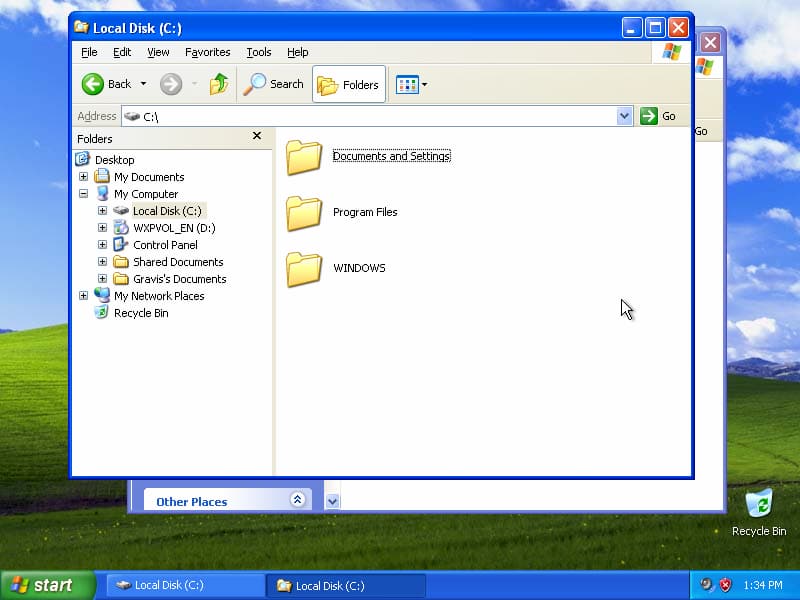 Local Disk (C:)
File Edit View Favorites Tools Help
Back Search Folders
Address C:\ Go
Go
Folders
Desktop
My Documents
My Computer
Local Disk (C:)
WXPVOL_EN (D:)
Control Panel
Shared Documents
Gravis's Documents
My Network Places
Recycle Bin
Documents and Settings
Program Files
WINDOWS
Other Places
Recycle Bin
start Local Disk (C:) Local Disk (C:) 1:34 PM